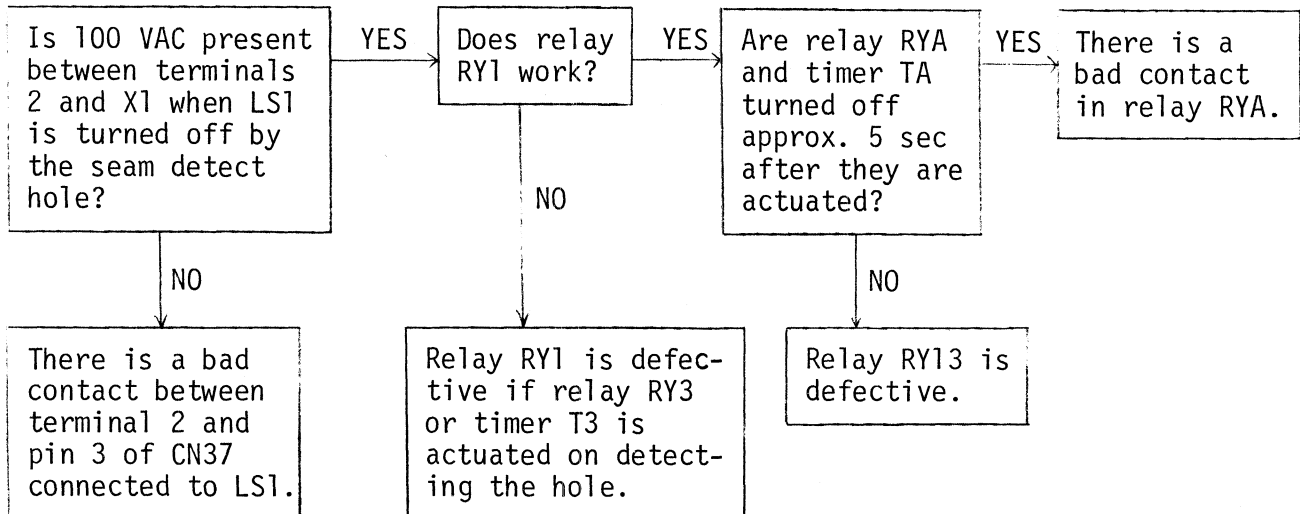 Is 100 VAC present
between terminals
2 and X1 when LS1
is turned off by
the seam detect
hole?
YES
Does relay
RY1 work?
YES
Are relay RYA
and timer TA
turned off
approx. 5 sec
after they are
actuated?
YES
There is a
bad contact
in relay RYA.
NO
NO
NO
There is a bad
contact between
terminal 2 and
pin 3 of CN37
connected to LS1.
Relay RY1 is defec-
tive if relay RY3
or timer T3 is
actuated on detect-
ing the hole.
Relay RY13 is
defective.